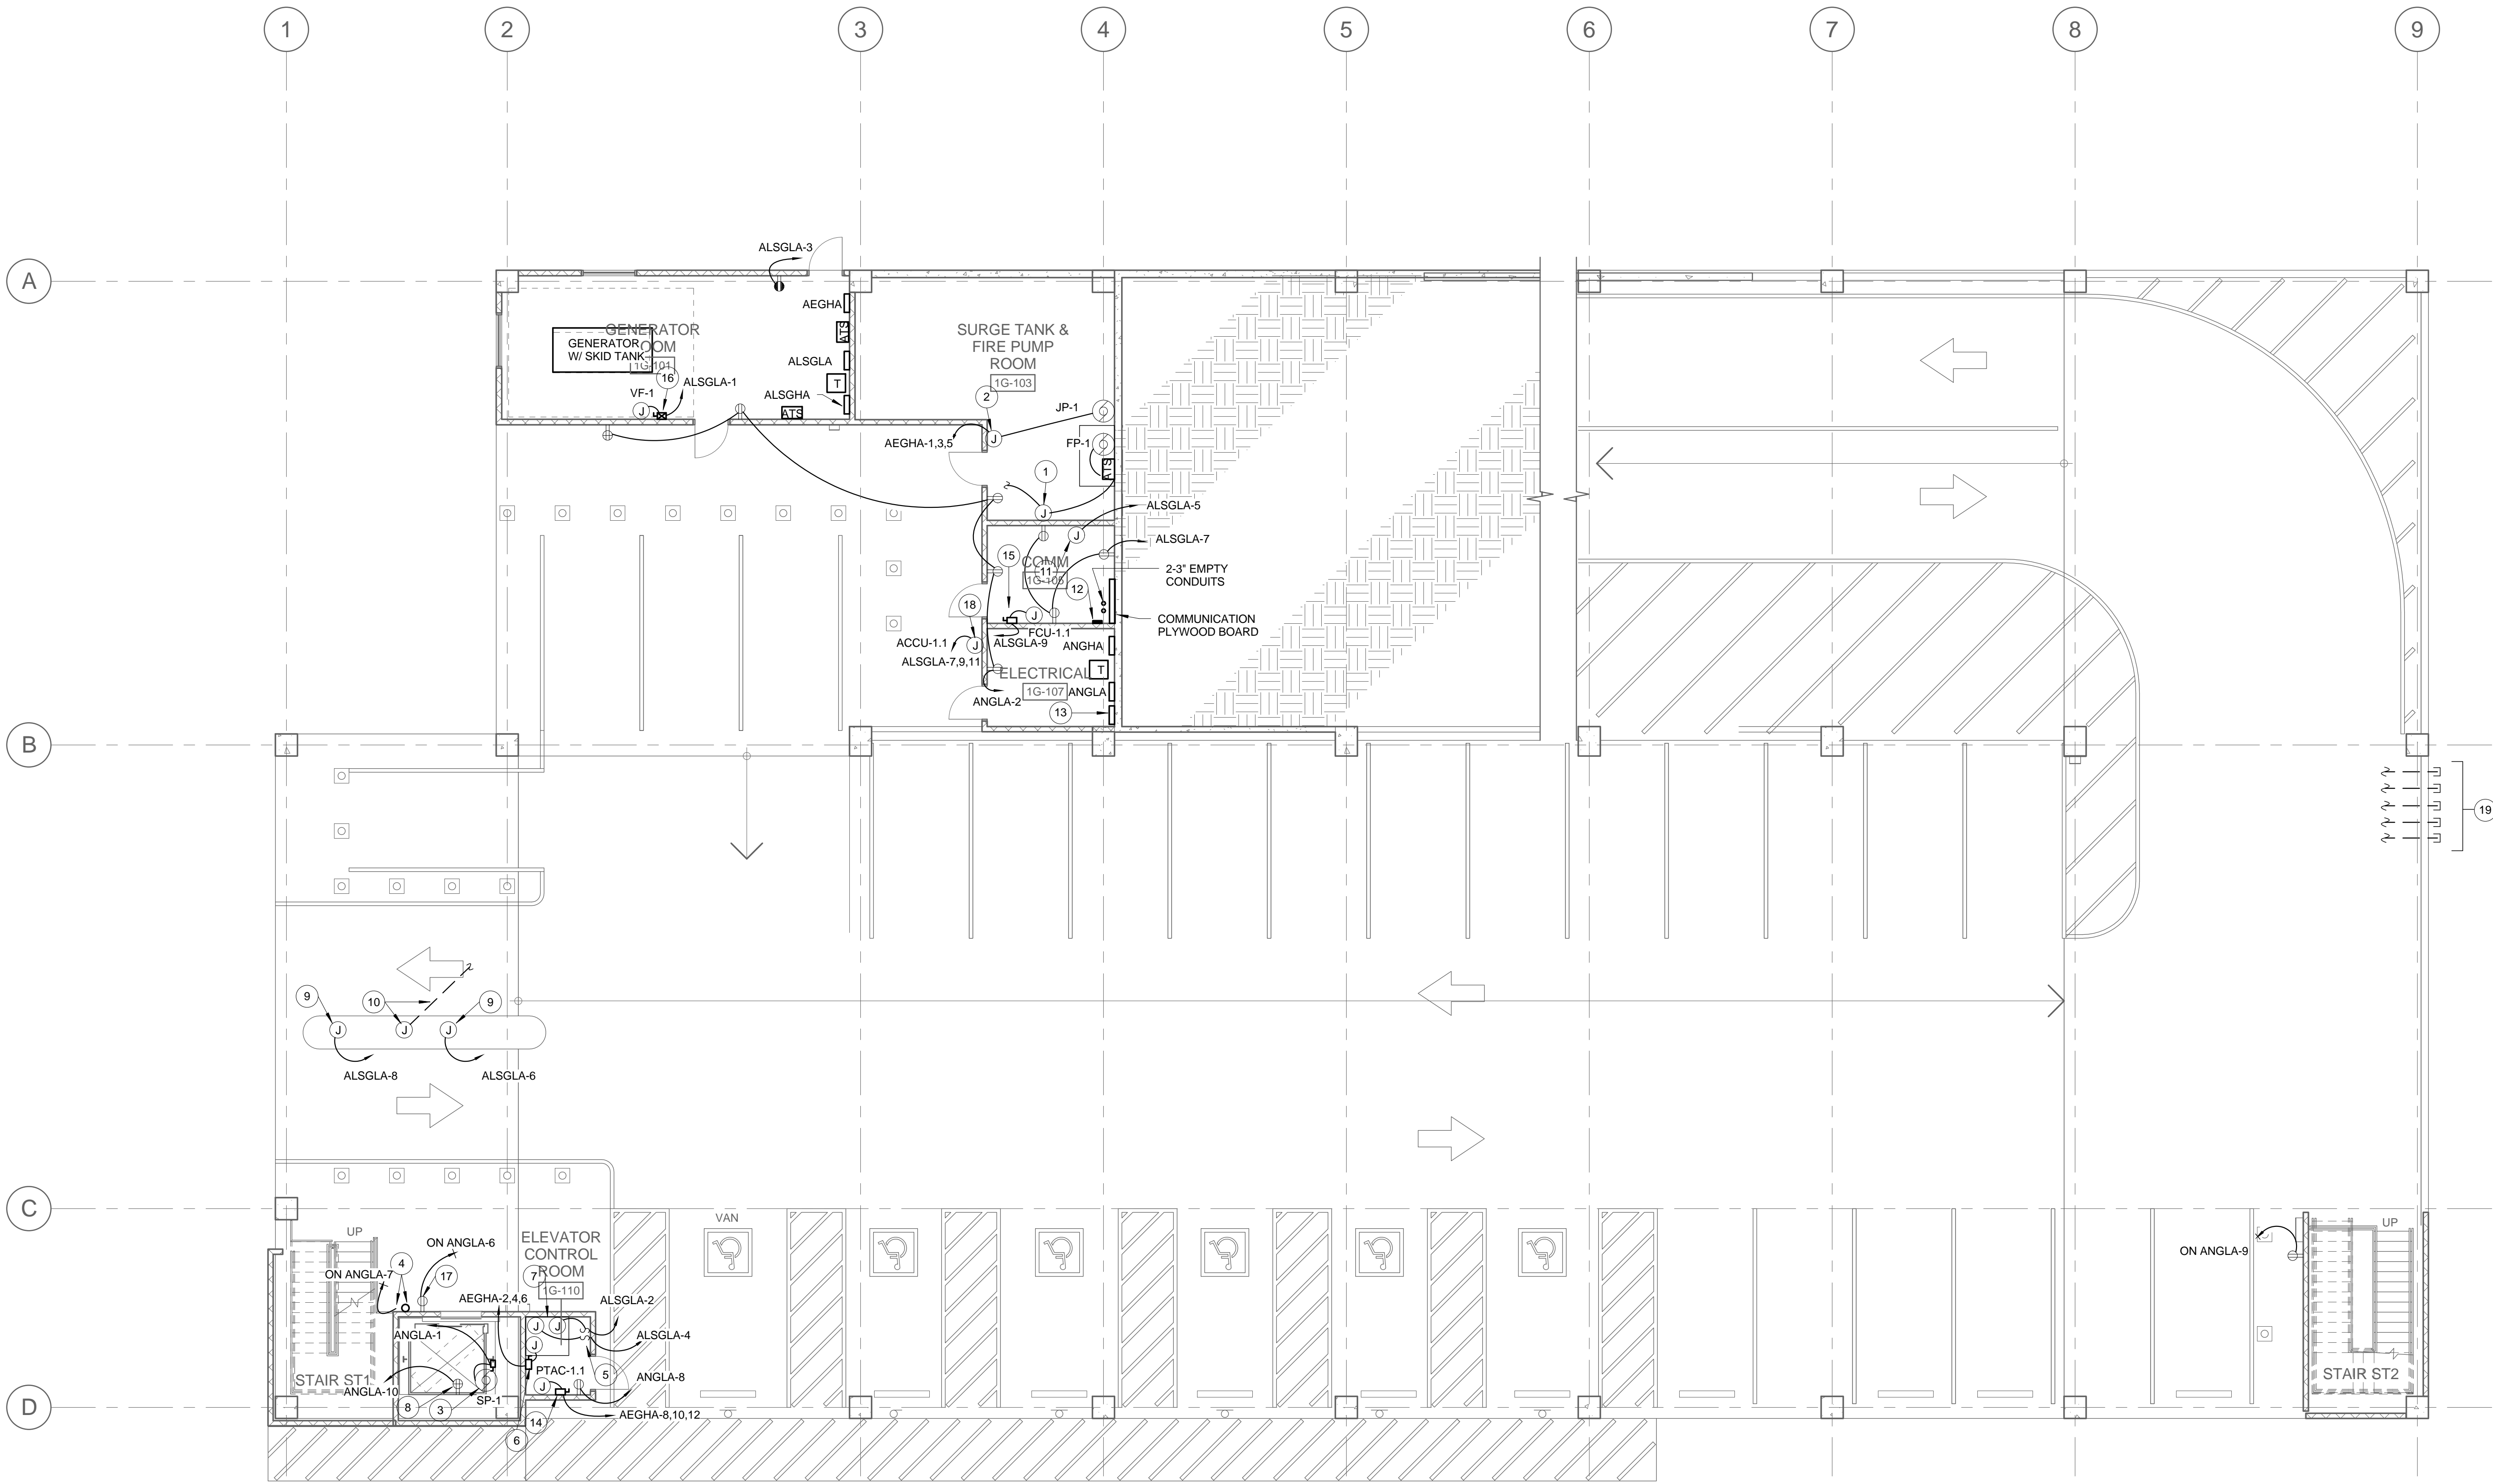 1
2
3
4
5
6
7
8
9
A
B
C
D
ALSGLA-3
AEGHA
ATS
GENERATOR
ROOM
1G-101
GENERATOR
W/ SKID TANK
ALSGLA
T
16
ALSGLA-1
VF-1
J
ALSGHA
ATS
SURGE TANK &
FIRE PUMP
ROOM
1G-103
2
JP-1
AEGHA-1,3,5
J
FP-1
ATS
1
J
ALSGLA-5
J
ALSGLA-7
15
COMM
11
1G-105
2-3" EMPTY
CONDUITS
12
18
J
COMMUNICATION
PLYWOOD BOARD
FCU-1.1
ACCU-1.1
J
ALSGLA-9
ANGHA
ALSGLA-7,9,11
ELECTRICAL
T
1G-107
ANGLA
ANGLA-2
13
19
9
10
9
J
J
J
ALSGLA-8
ALSGLA-6
VAN
UP
ON ANGLA-6
ELEVATOR
CONTROL
ROOM
1G-110
4
ON ANGLA-7
17
7
AEGHA-2,4,6
ALSGLA-2
ANGLA-1
J
J
J
ALSGLA-4
PTAC-1.1
5
STAIR ST1
ANGLA-10
ANGLA-8
J
SP-1
8
3
14
AEGHA-8,10,12
6
UP
ON ANGLA-9
STAIR ST2